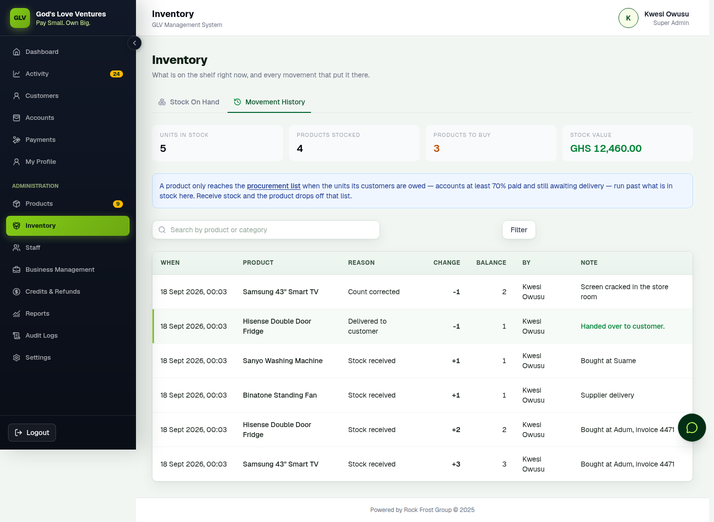 GLV
God's Love Ventures
Pay Small. Own Big.
Dashboard
Activity
24
Customers
Accounts
Payments
My Profile
ADMINISTRATION
Products
9
Inventory
Staff
Business Management
Credits & Refunds
Reports
Audit Logs
Settings
Logout
Inventory
GLV Management System
K
Kwesi Owusu
Super Admin
Inventory
What is on the shelf right now, and every movement that put it there.
Stock On Hand
Movement History
UNITS IN STOCK
5
PRODUCTS STOCKED
4
PRODUCTS TO BUY
3
STOCK VALUE
GHS 12,460.00
A product only reaches the procurement list when the units its customers are owed — accounts at least 70% paid and still awaiting delivery — run past what is in
stock here. Receive stock and the product drops off that list.
Search by product or category
Filter
WHEN PRODUCT REASON CHANGE BALANCE BY NOTE
18 Sept 2026, 00:03 Samsung 43" Smart TV Count corrected -1 2 Kwesi Owusu Screen cracked in the store room
18 Sept 2026, 00:03 Hisense Double Door Fridge Delivered to customer -1 1 Kwesi Owusu Handed over to customer.
18 Sept 2026, 00:03 Sanyo Washing Machine Stock received +1 1 Kwesi Owusu Bought at Suame
18 Sept 2026, 00:03 Binatone Standing Fan Stock received +1 1 Kwesi Owusu Supplier delivery
18 Sept 2026, 00:03 Hisense Double Door Fridge Stock received +2 2 Kwesi Owusu Bought at Adum, invoice 4471
18 Sept 2026, 00:03 Samsung 43" Smart TV Stock received +3 3 Kwesi Owusu Bought at Adum, invoice 4471
Powered by Rock Frost Group © 2025